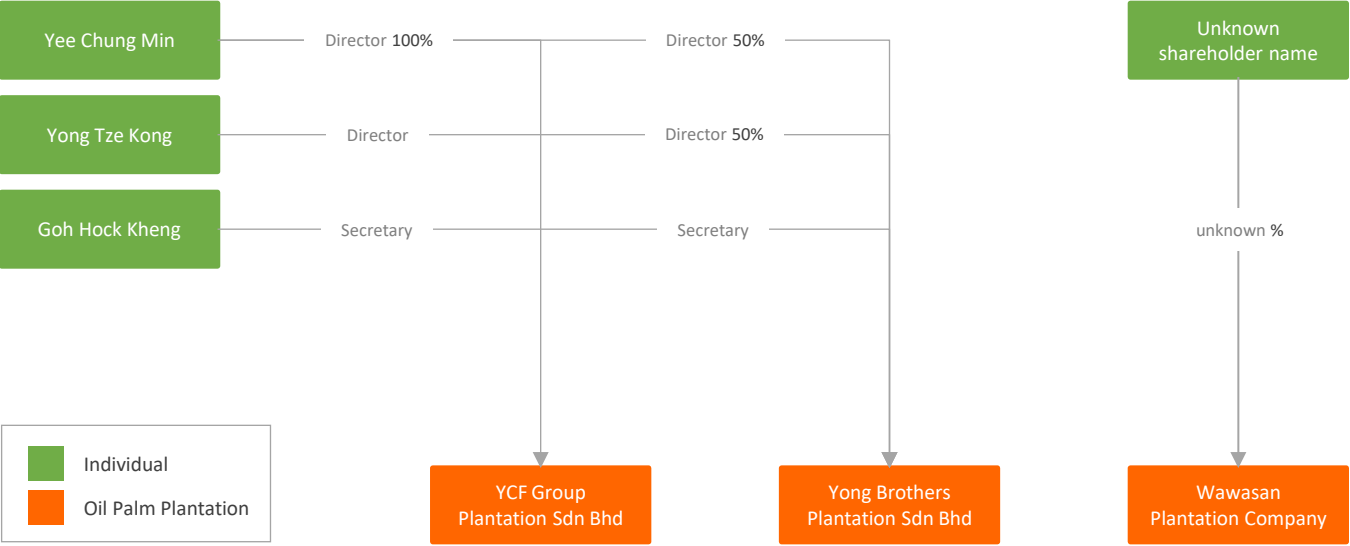 Yee Chung Min
Director 100%
Director 50%
Unknown
shareholder name
Yong Tze Kong
Director
Director 50%
Goh Hock Kheng
Secretary
Secretary
unknown %
Individual
Oil Palm Plantation
YCF Group
Plantation Sdn Bhd
Yong Brothers
Plantation Sdn Bhd
Wawasan
Plantation Company